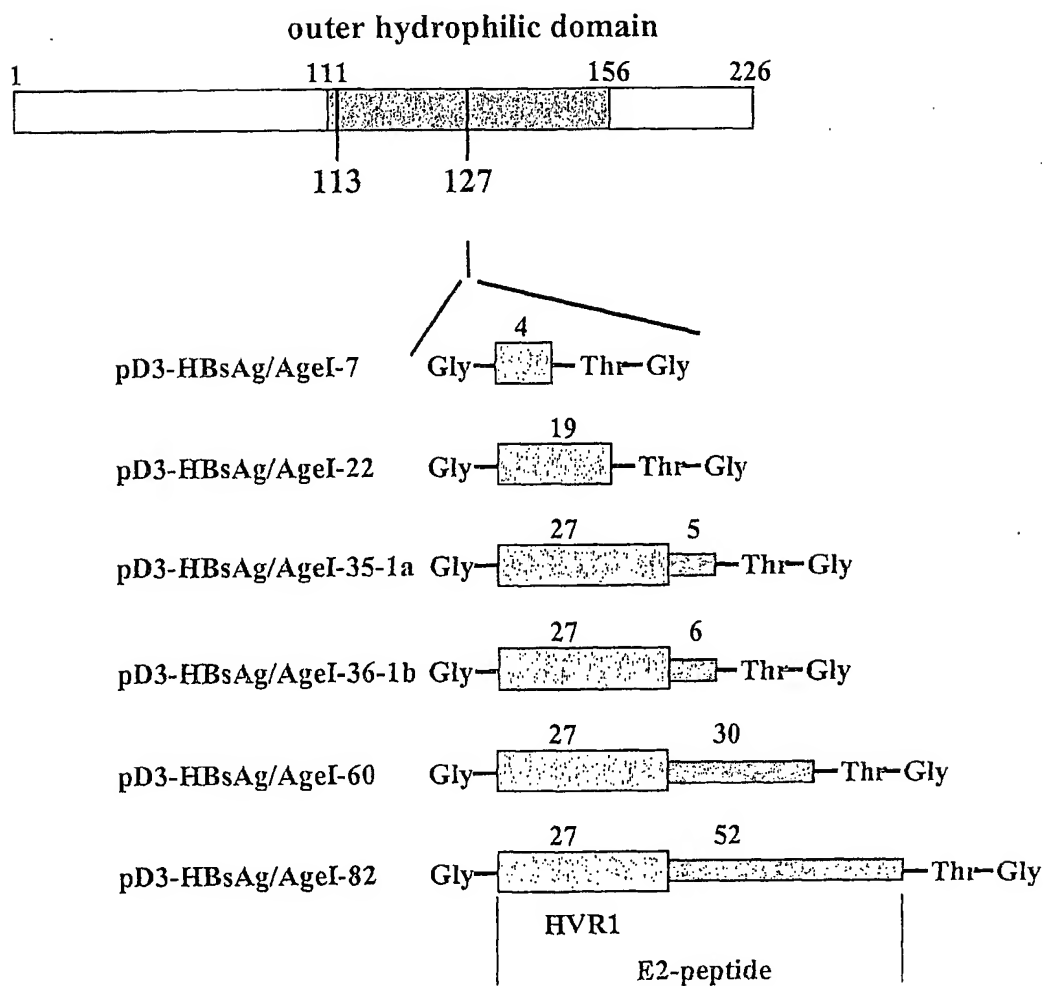 outer hydrophilic domain
1 111 156 226
113 127
4
pD3-HBsAg/AgeI-7 Gly Thr Gly
19
pD3-HBsAg/AgeI-22 Gly Thr Gly
27 5
pD3-HBsAg/AgeI-35-1a Gly Thr Gly
27 6
pD3-HBsAg/AgeI-36-1b Gly Thr Gly
27 30
pD3-HBsAg/AgeI-60 Gly Thr Gly
27 52
pD3-HBsAg/AgeI-82 Gly Thr Gly
HVR1
E2-peptide